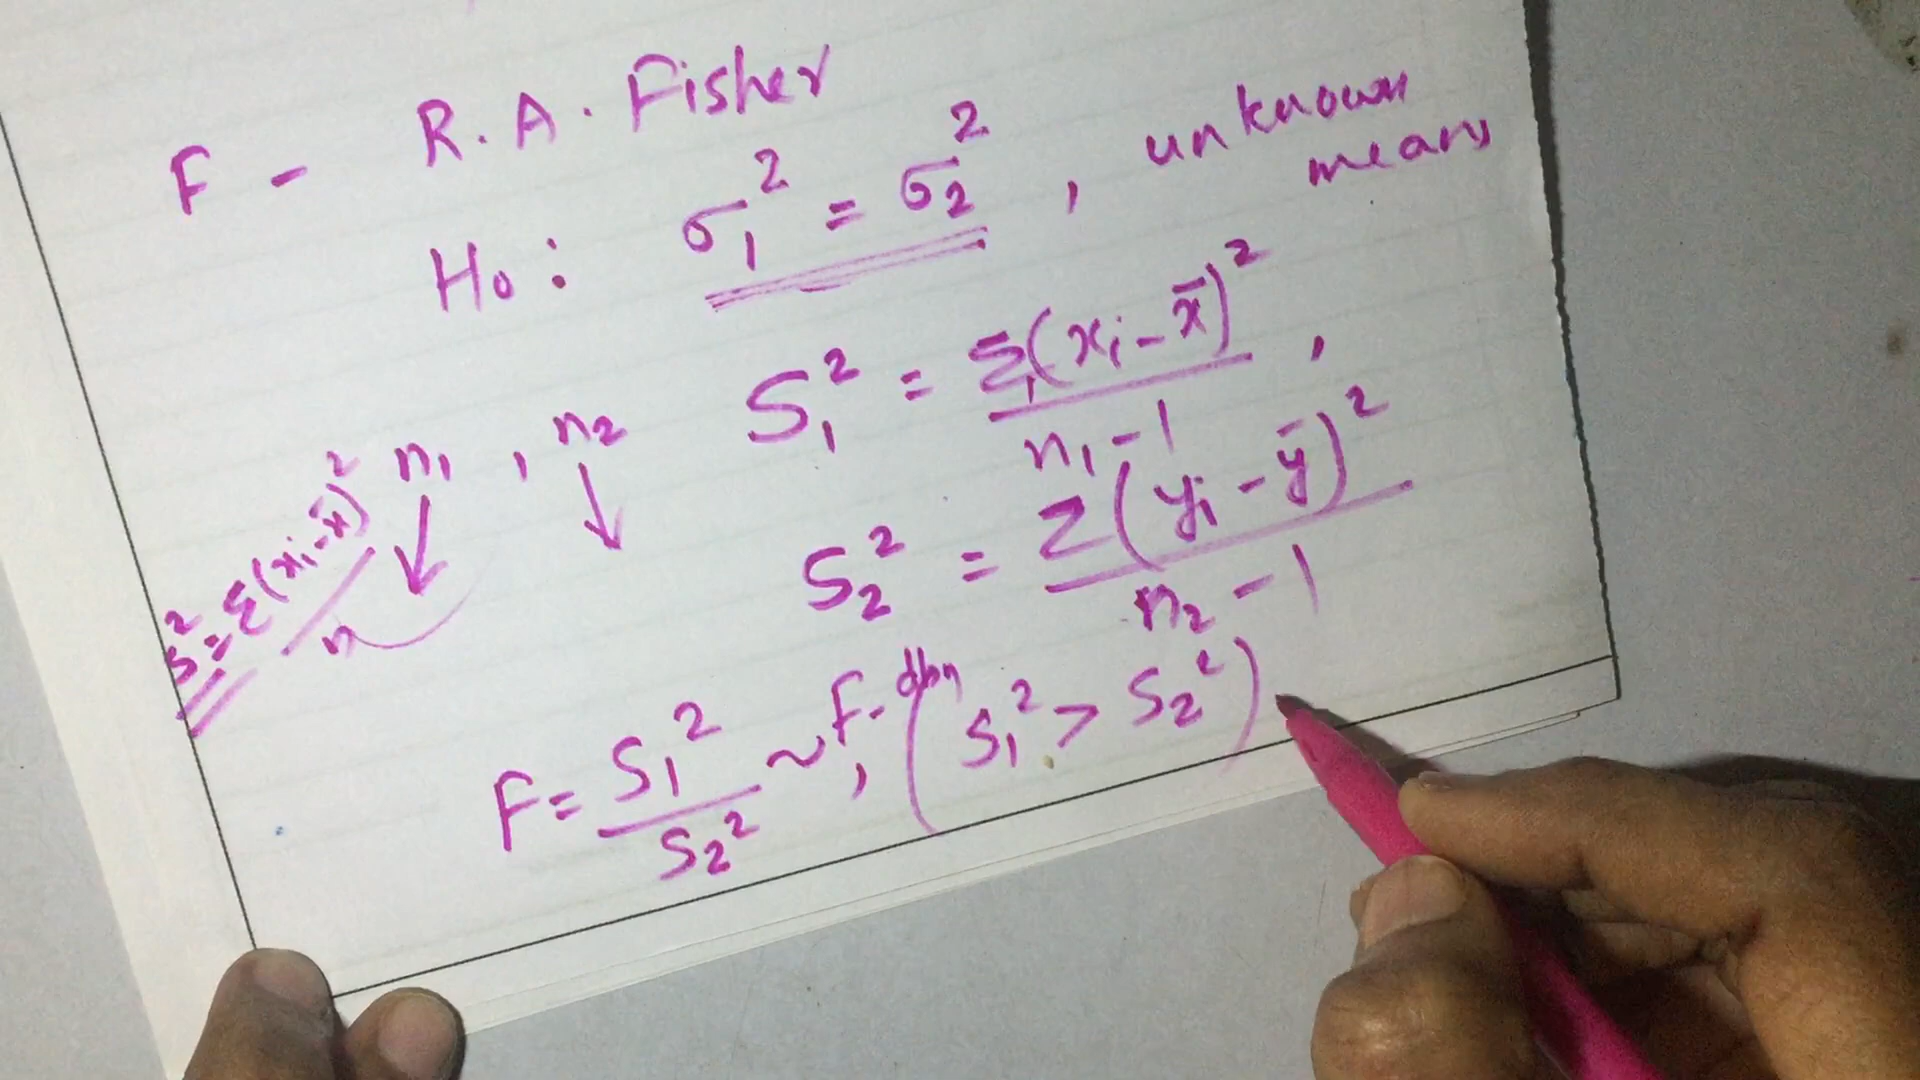 F - R. A. Fisher
H₀ : σ₁² = σ₂² , unknown
means
S₁² = Σ(xᵢ - x̄)² / n₁ - 1 ,
n₁ , n₂
S₂² = Σ(yᵢ - ȳ)² / n₂ - 1
s² = Σ(xᵢ - x̄)² / n
F = S₁² / S₂² ~ F - dbn , (S₁² > S₂²)